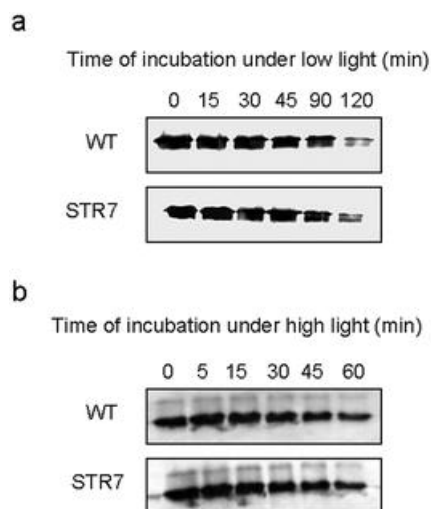 a
Time of incubation under low light (min)
0 15 30 45 90 120
WT
STR7
b
Time of incubation under high light (min)
0 5 15 30 45 60
WT
STR7